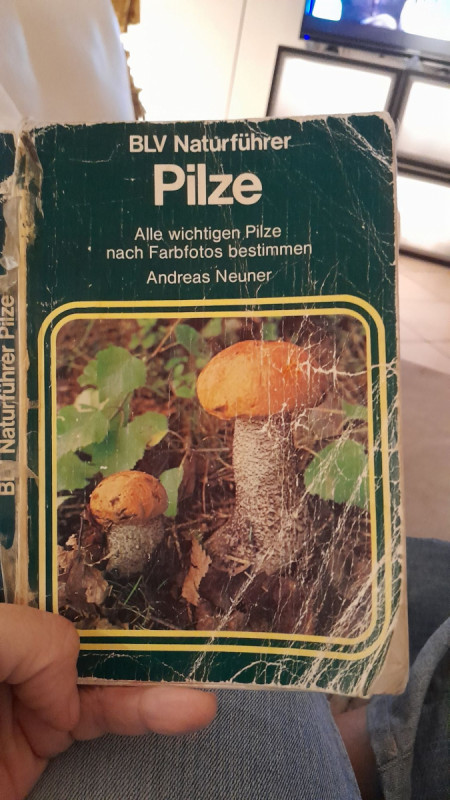 BLV Naturführer
Pilze
Alle wichtigen Pilze
nach Farbfotos bestimmen
Andreas Neuner
BLV Naturführer Pilze